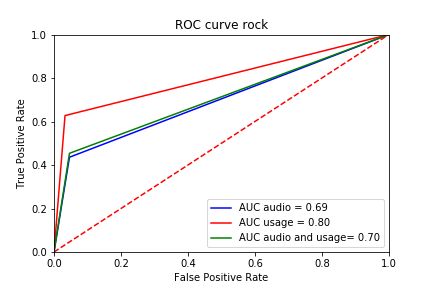 ROC curve rock
True Positive Rate
1.0
0.8
0.6
0.4
0.2
0.0
AUC audio = 0.69
AUC usage = 0.80
AUC audio and usage= 0.70
0.0 0.2 0.4 0.6 0.8 1.0
False Positive Rate